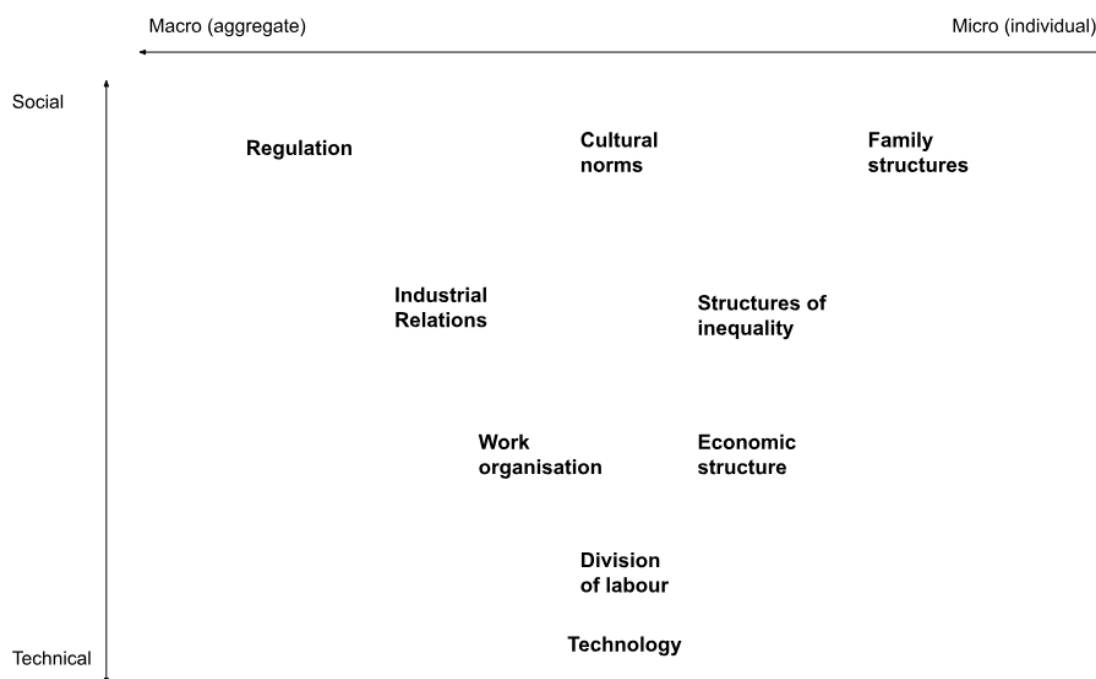 Macro (aggregate)
Micro (individual)
Social
Regulation
Cultural
norms
Family
structures
Industrial
Relations
Structures of
inequality
Work
organisation
Economic
structure
Division
of labour
Technology
Technical